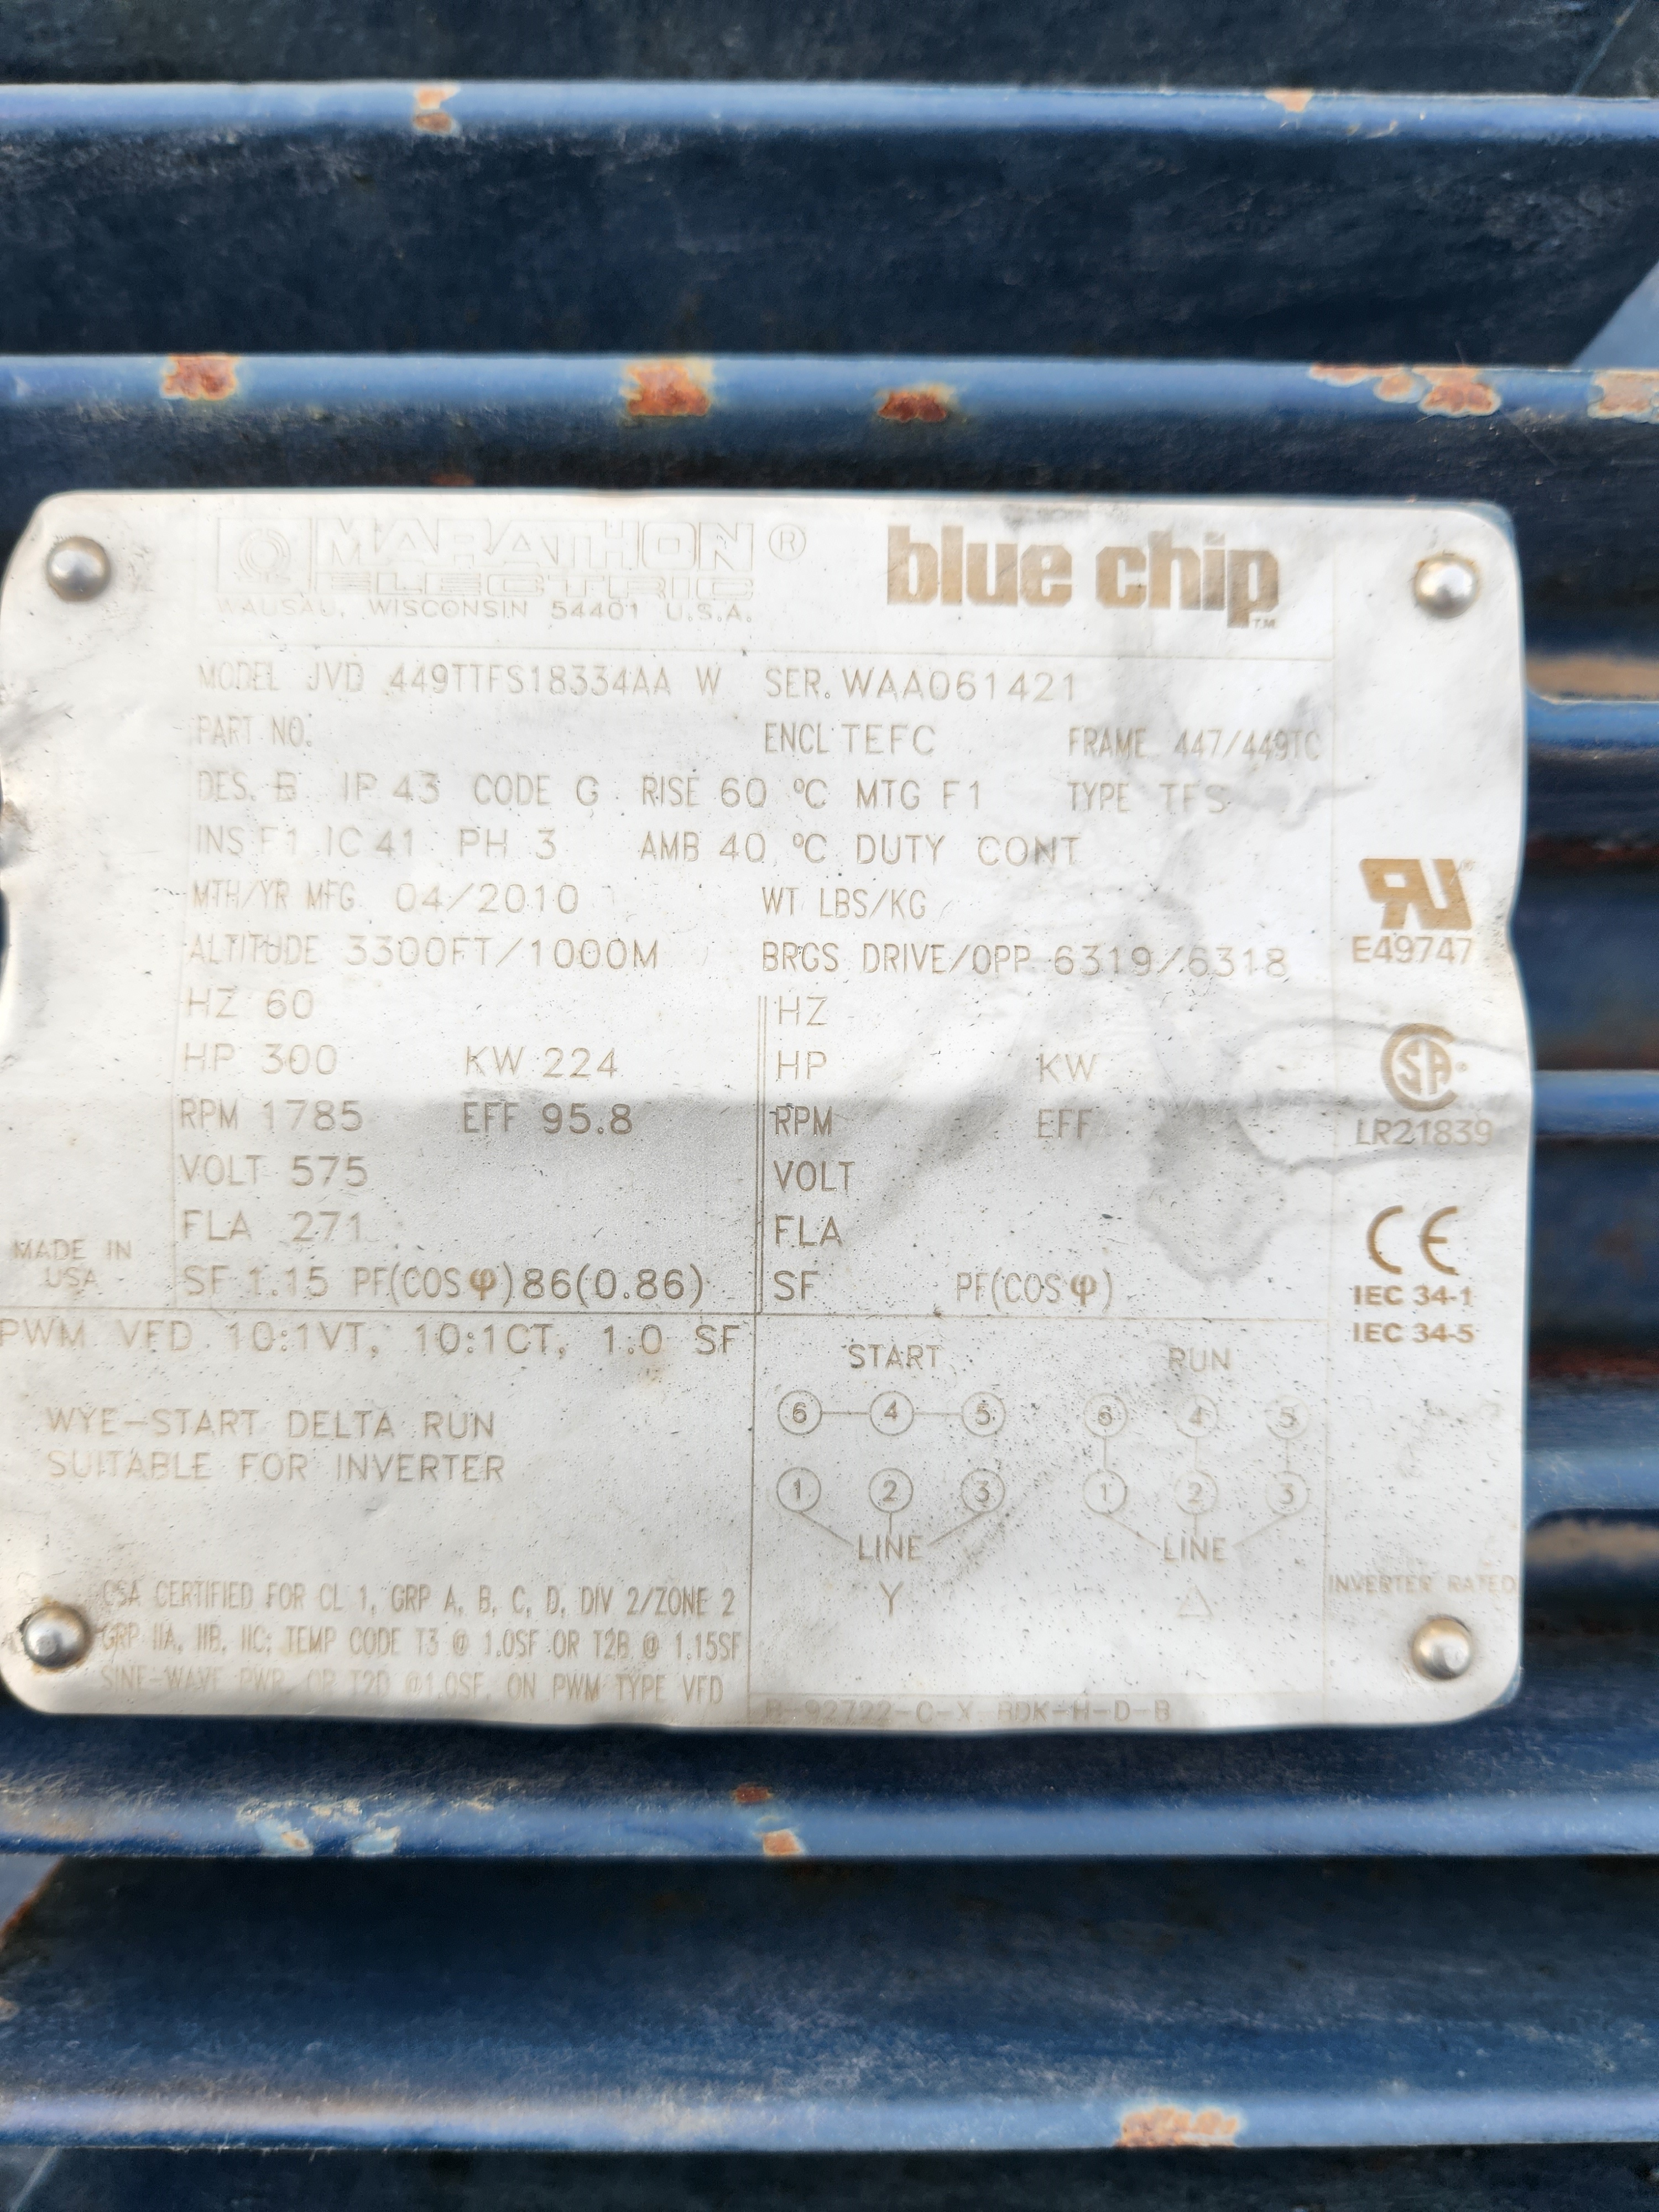 MARATHON ®
ELECTRIC
WAUSAU, WISCONSIN 54401 U.S.A.
blue chip TM
MODEL JVD 449TTFS18334AA W SER. WAA061421
PART NO. ENCL TEFC FRAME 447/449TC
DES. B IP 43 CODE G RISE 60 °C MTG F1 TYPE TFS
INS F1 IC 41 PH 3 AMB 40 °C DUTY CONT
MTH/YR MFG 04/2010 WT LBS/KG
ALTITUDE 3300FT/1000M BRGS DRIVE/OPP 6319/6318
HZ 60 HZ
HP 300 KW 224 HP KW
RPM 1785 EFF 95.8 RPM EFF
VOLT 575 VOLT
FLA 271 FLA
SF 1.15 PF(COSφ) 86(0.86) SF PF(COSφ)
MADE IN
USA
PWM VFD 10:1VT, 10:1CT, 1.0 SF
WYE-START DELTA RUN
SUITABLE FOR INVERTER
CSA CERTIFIED FOR CL 1, GRP A, B, C, D, DIV 2/ZONE 2
GRP IIA, IIB, IIC; TEMP CODE T3 @ 1.0SF OR T2B @ 1.15SF
SINE-WAVE PWR, OR T2D @1.0SF, ON PWM TYPE VFD
START RUN
6 4 5 6 4 5
1 2 3 1 2 3
LINE LINE
Y △
B-92722-C-X RDK-H-D-B
RU ®
E49747
SA
LR21839
CE
IEC 34-1
IEC 34-5
INVERTER RATED